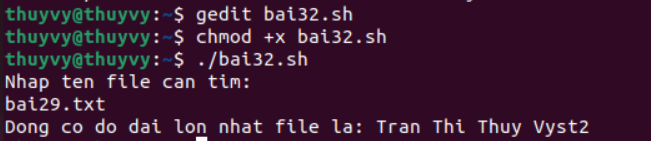 thuyvy@thuyvy:~$ gedit bai32.sh
thuyvy@thuyvy:~$ chmod +x bai32.sh
thuyvy@thuyvy:~$ ./bai32.sh
Nhap ten file can tim:
bai29.txt
Dong co do dai lon nhat file la: Tran Thi Thuy Vyst2